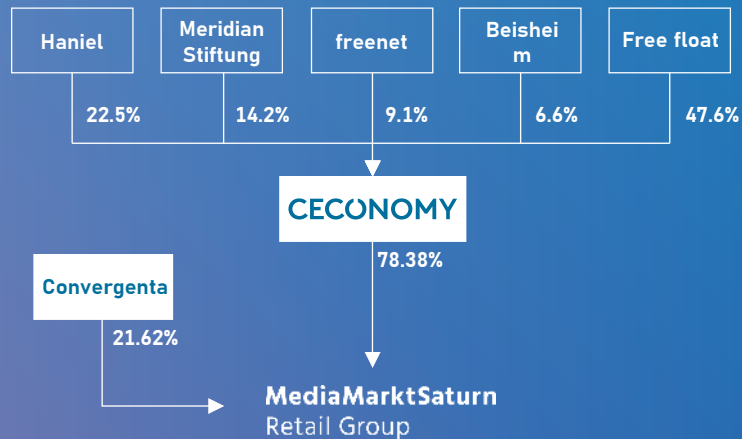 Haniel
Meridian
Stiftung
freenet
Beishei
m
Free float
22.5%
14.2%
9.1%
6.6%
47.6%
CECONOMY
78.38%
Convergenta
21.62%
MediaMarktSaturn
Retail Group